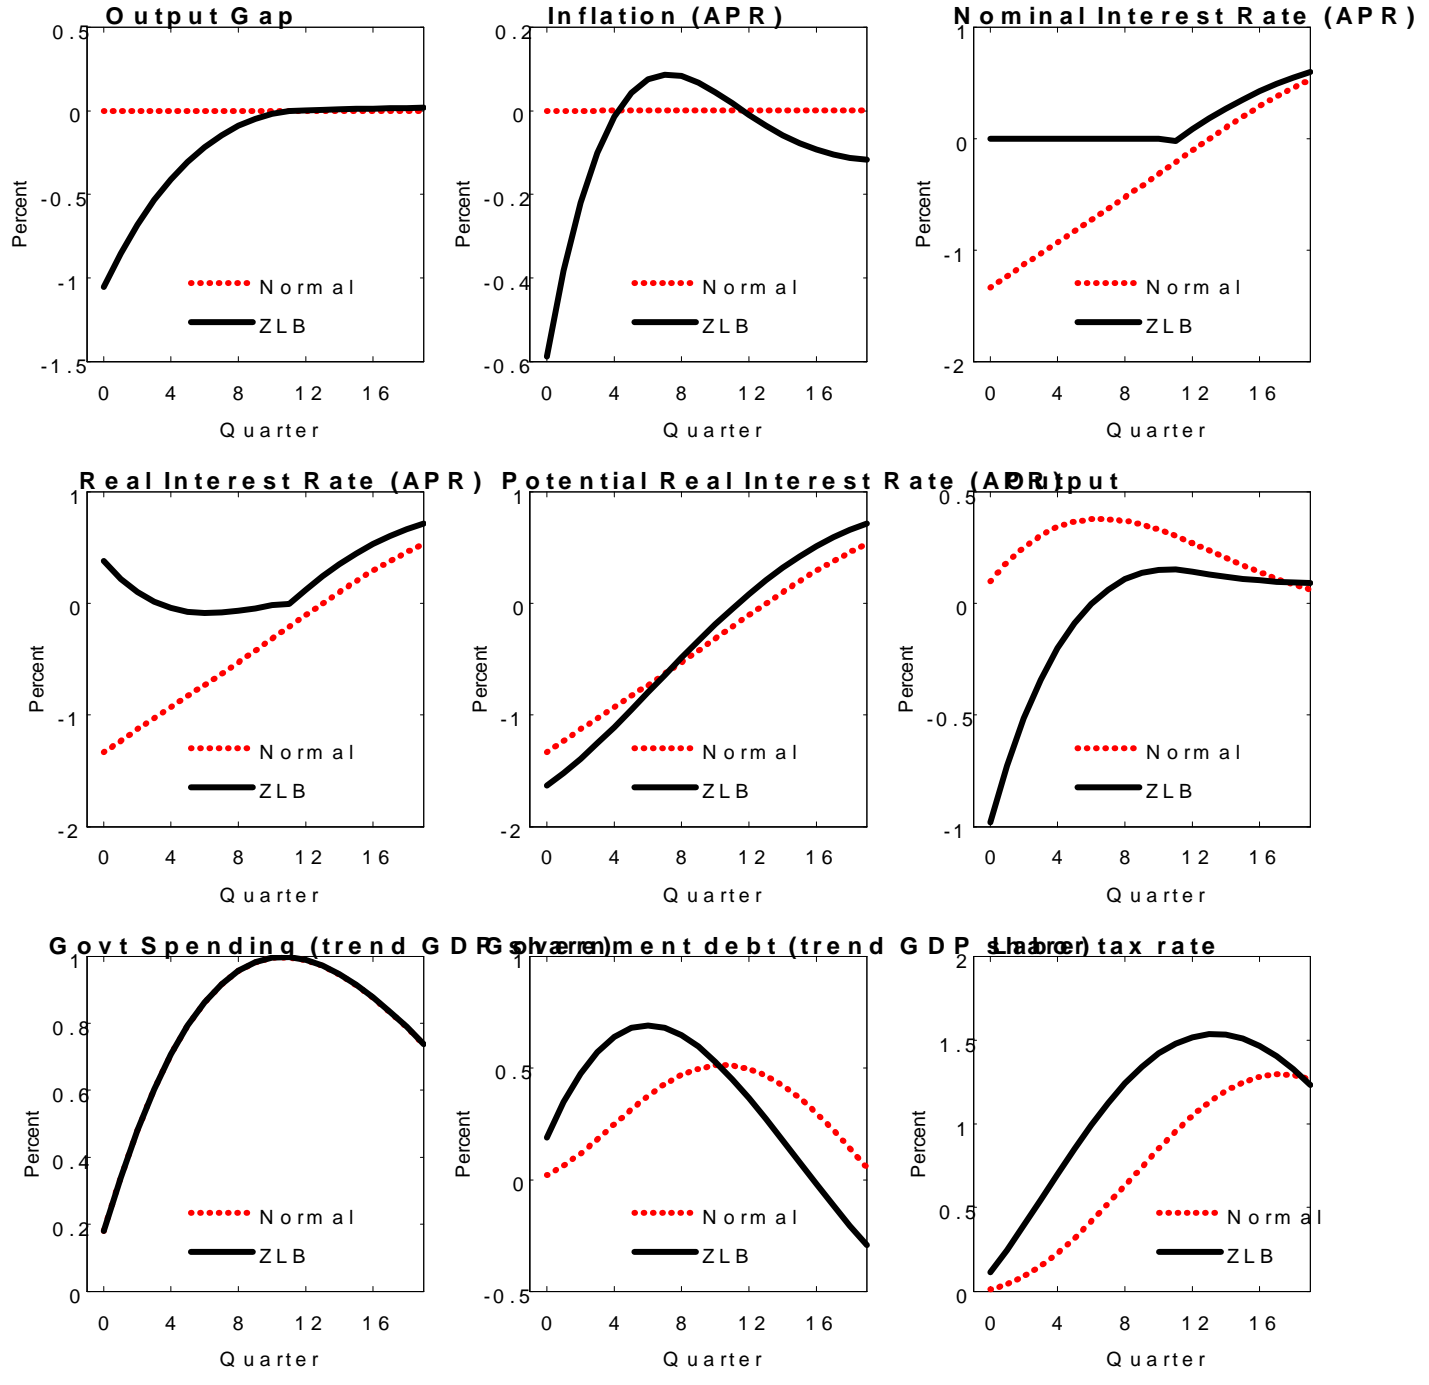 Output Gap
0.5
0
-0.5
-1
-1.5
Percent
Normal
ZLB
0 4 8 12 16
Quarter
Inflation (APR)
0.2
0
-0.2
-0.4
-0.6
Percent
Normal
ZLB
0 4 8 12 16
Quarter
Nominal Interest Rate (APR)
1
0
-1
-2
Percent
Normal
ZLB
0 4 8 12 16
Quarter
Real Interest Rate (APR)
1
0
-1
-2
Percent
Normal
ZLB
0 4 8 12 16
Quarter
Potential Real Interest Rate (APR)
1
0
-1
-2
Percent
Normal
ZLB
0 4 8 12 16
Quarter
Output
0.5
0
-0.5
-1
Percent
Normal
ZLB
0 4 8 12 16
Quarter
Govt Spending (trend GDP share)
1
0.8
0.6
0.4
0.2
0
Percent
Normal
ZLB
0 4 8 12 16
Quarter
Government debt (trend GDP share)
1
0.5
0
-0.5
Percent
Normal
ZLB
0 4 8 12 16
Quarter
Labor tax rate
2
1.5
1
0.5
0
Percent
Normal
ZLB
0 4 8 12 16
Quarter